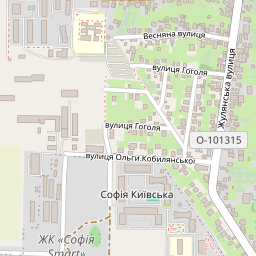 Весняна вулиця
вулиця Гоголя
Жулянська вулиця
вулиця Гоголя
О-101315
вулиця Ольги Кобилянської
Софія Київська
ЖК «Софія
Smart»